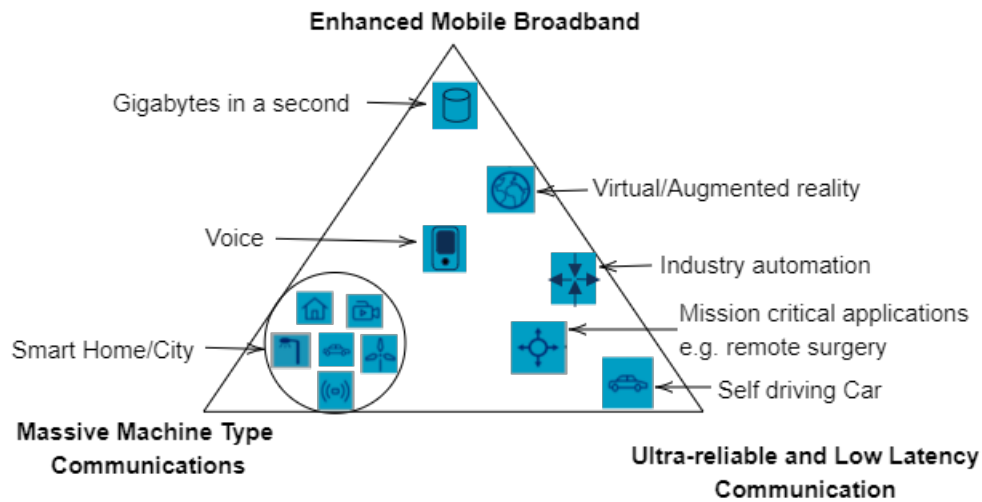 Enhanced Mobile Broadband
Gigabytes in a second
Virtual/Augmented reality
Voice
Industry automation
Mission critical applications
e.g. remote surgery
Smart Home/City
Self driving Car
Massive Machine Type
Communications
Ultra-reliable and Low Latency
Communication